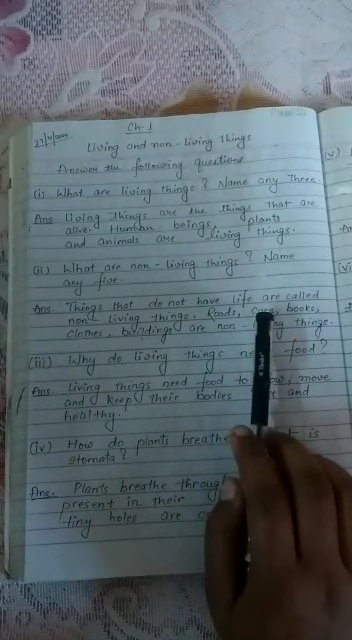 Ch-1
Living and non-living things
Answer the following questions
(i) What are living things? Name any three.
Ans Living things are the things that are
alive. Human beings, plants
and animals are living things.
(ii) What are non-living things? Name
any five
Ans. Things that do not have life are called
non living things. Roads, Cars, books,
clothes, buildings are non- things.
(iii) Why do living things food?
Ans. Living things need food to move
and keep their bodies and
healthy.
(iv) How do plants breathe is
stomata?
Ans. Plants breathe
present in their
tiny holes are
(v)
(vi)